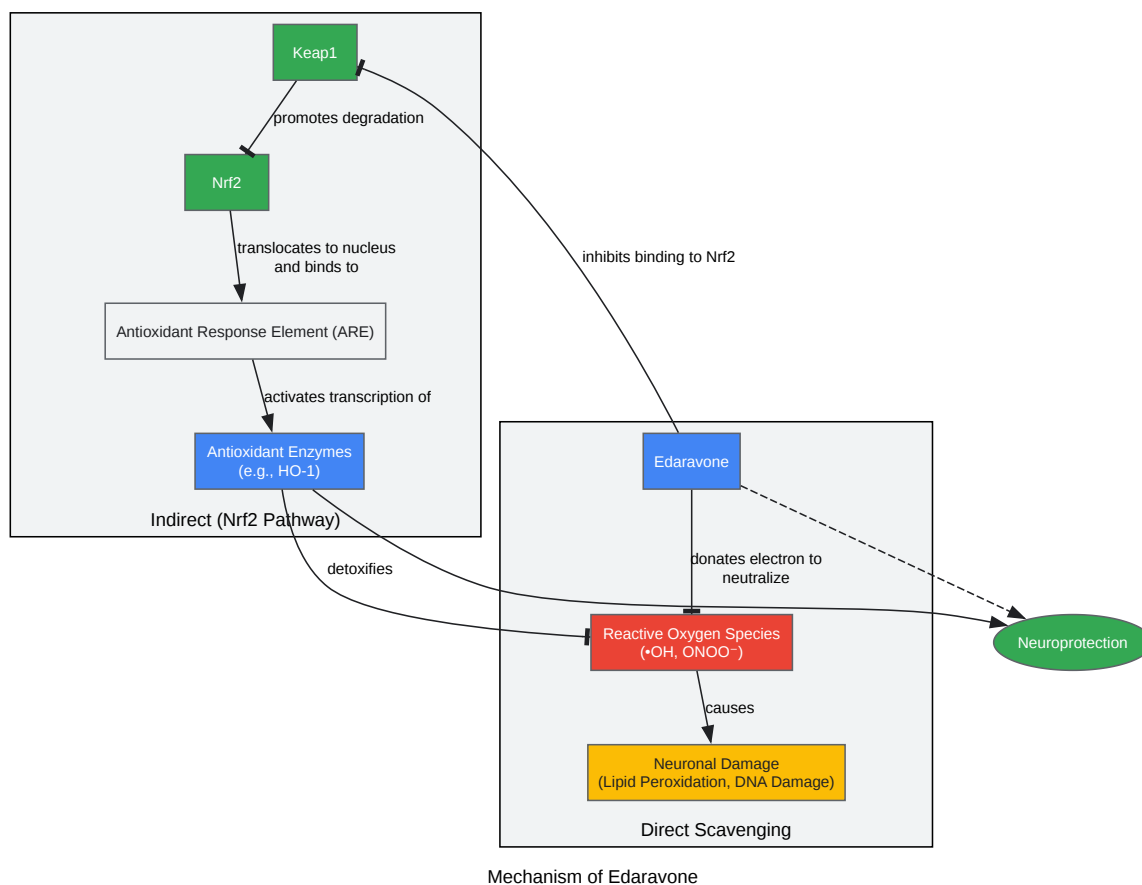 Keap1
promotes degradation
Nrf2
translocates to nucleus
and binds to
inhibits binding to Nrf2
Antioxidant Response Element (ARE)
activates transcription of
Antioxidant Enzymes
(e.g., HO-1)
Edaravone
Indirect (Nrf2 Pathway)
detoxifies
donates electron to
neutralize
Reactive Oxygen Species
(•OH, ONOO⁻)
Neuroprotection
causes
Neuronal Damage
(Lipid Peroxidation, DNA Damage)
Direct Scavenging
Mechanism of Edaravone